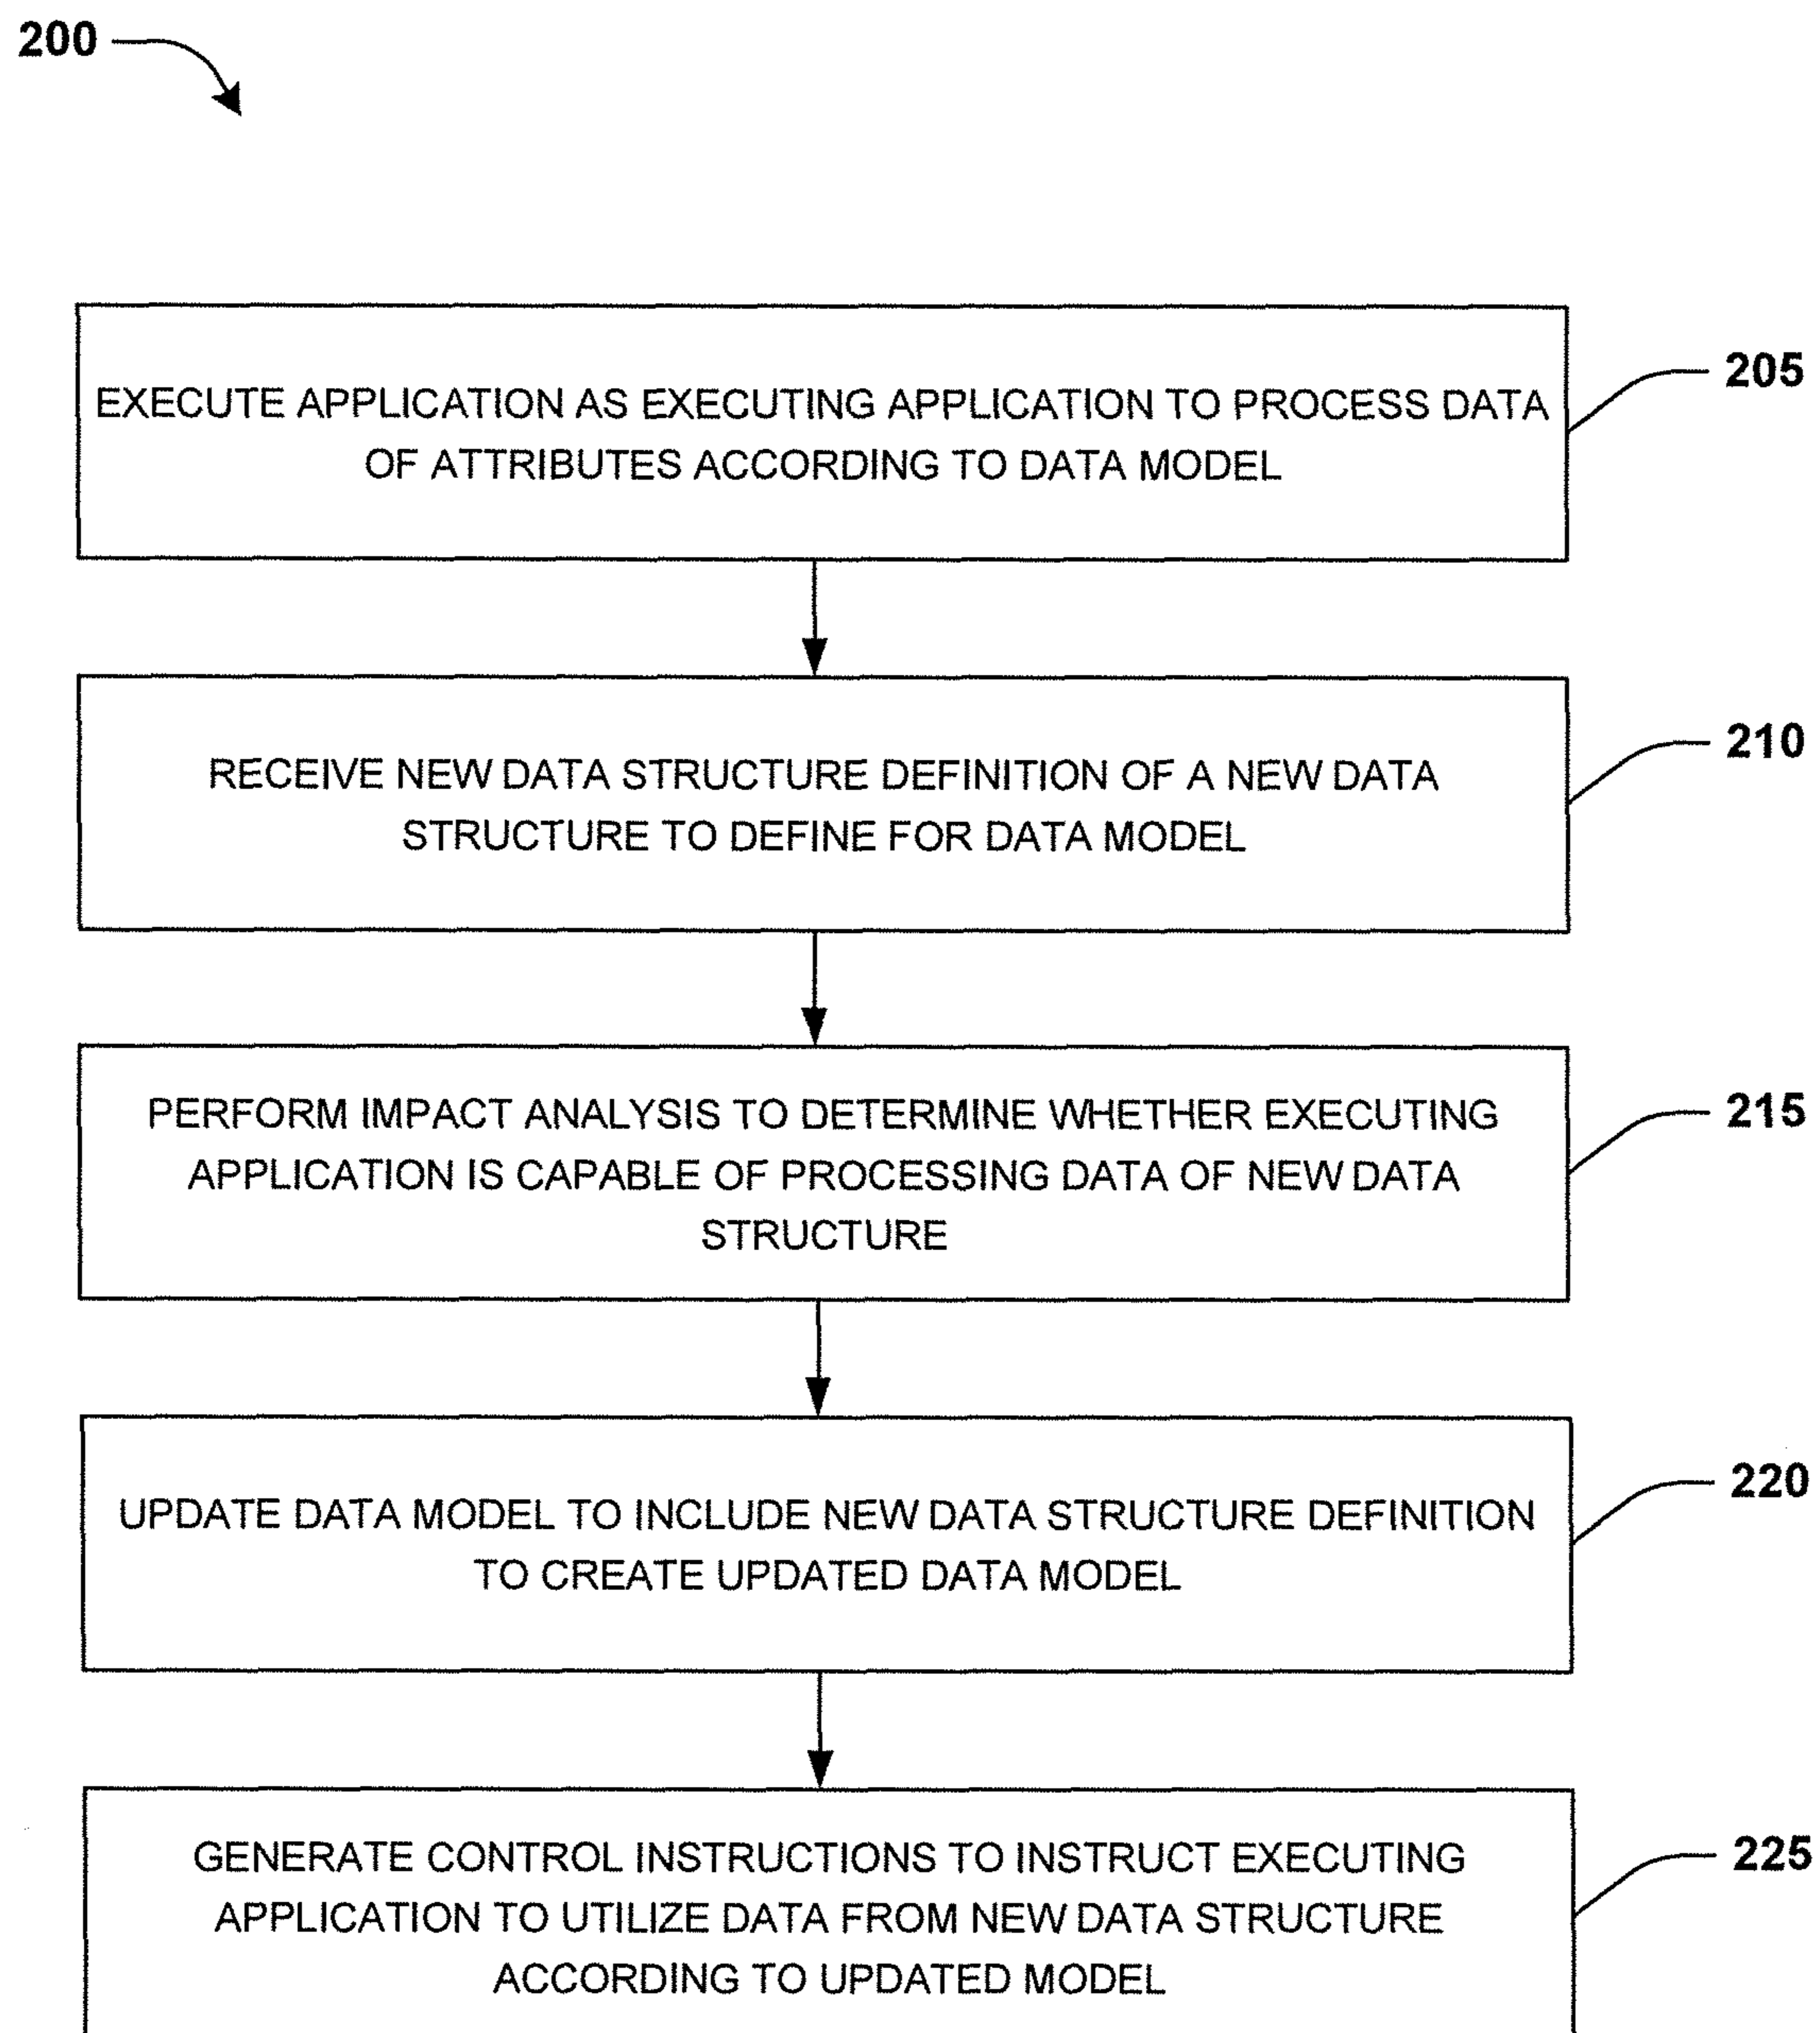 200
EXECUTE APPLICATION AS EXECUTING APPLICATION TO PROCESS DATA
OF ATTRIBUTES ACCORDING TO DATA MODEL
205
RECEIVE NEW DATA STRUCTURE DEFINITION OF A NEW DATA
STRUCTURE TO DEFINE FOR DATA MODEL
210
PERFORM IMPACT ANALYSIS TO DETERMINE WHETHER EXECUTING
APPLICATION IS CAPABLE OF PROCESSING DATA OF NEW DATA
STRUCTURE
215
UPDATE DATA MODEL TO INCLUDE NEW DATA STRUCTURE DEFINITION
TO CREATE UPDATED DATA MODEL
220
GENERATE CONTROL INSTRUCTIONS TO INSTRUCT EXECUTING
APPLICATION TO UTILIZE DATA FROM NEW DATA STRUCTURE
ACCORDING TO UPDATED MODEL
225